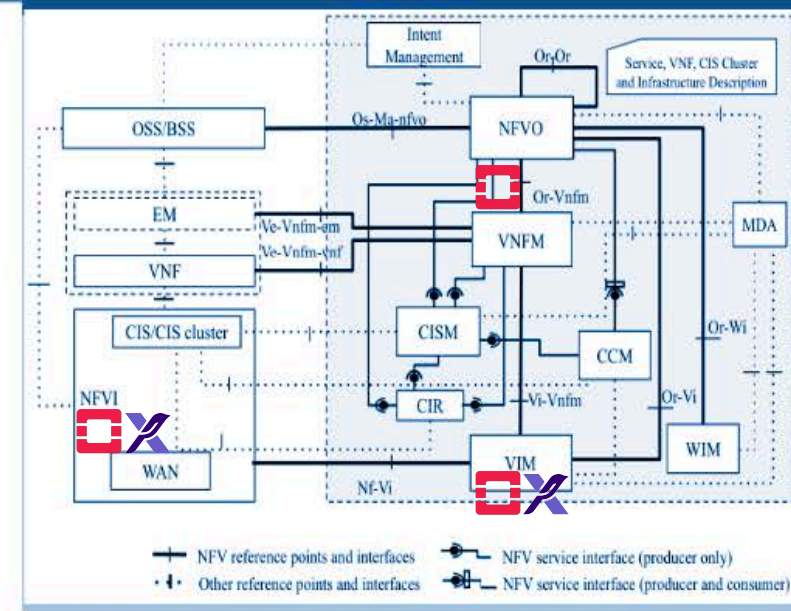 Intent
Management
Or-Or
Service, VNF, CIS Cluster
and Infrastructure Description
OSS/BSS
Os-Ma-nfvo
NFVO
Or-Vnfm
EM
Ve-Vnfm-em
VNFM
MDA
Ve-Vnfm-vnf
VNF
CIS/CIS cluster
CISM
CCM
Or-Wi
NFVI
CIR
Vi-Vnfm
Or-Vi
WIM
WAN
VIM
Nf-Vi
NFV reference points and interfaces
NFV service interface (producer only)
Other reference points and interfaces
NFV service interface (producer and consumer)